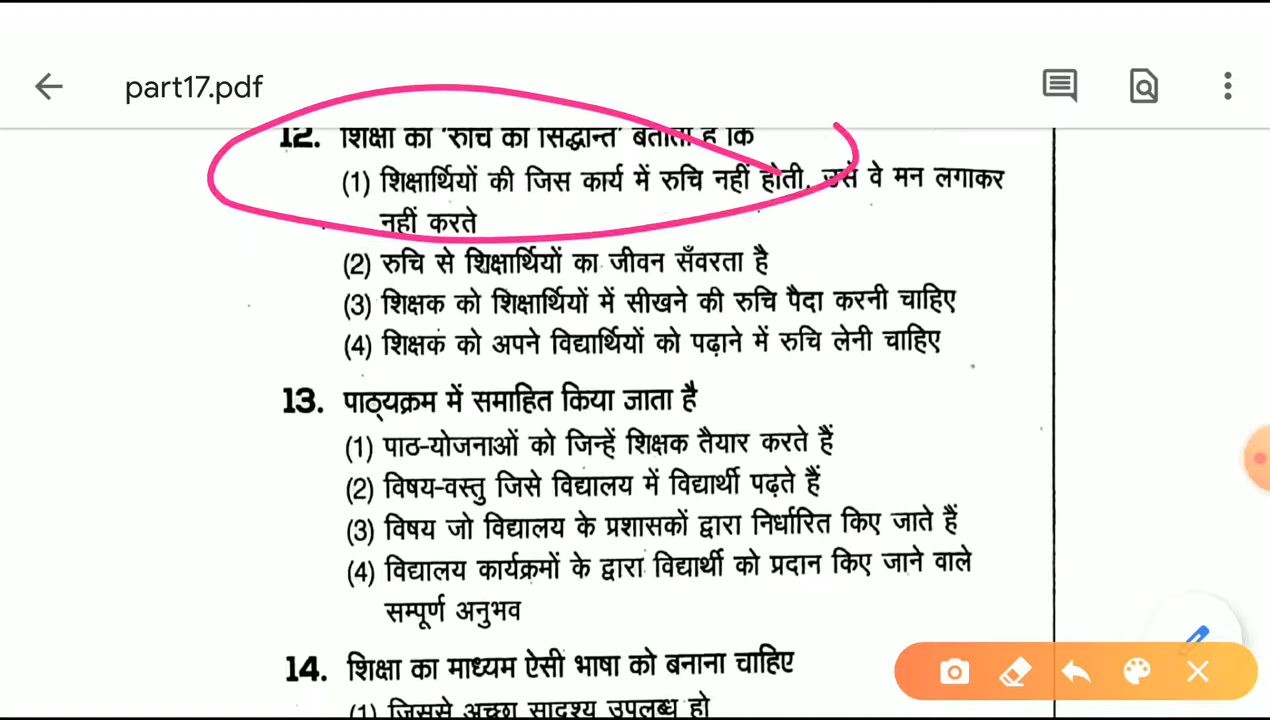 part17.pdf
12. शिक्षा का 'रुचि का सिद्धान्त' बताता है कि
(1) शिक्षार्थियों की जिस कार्य में रुचि नहीं होती, उसे वे मन लगाकर
नहीं करते
(2) रुचि से शिक्षार्थियों का जीवन सँवरता है
(3) शिक्षक को शिक्षार्थियों में सीखने की रुचि पैदा करनी चाहिए
(4) शिक्षक को अपने विद्यार्थियों को पढ़ाने में रुचि लेनी चाहिए
13. पाठ्यक्रम में समाहित किया जाता है
(1) पाठ-योजनाओं को जिन्हें शिक्षक तैयार करते हैं
(2) विषय-वस्तु जिसे विद्यालय में विद्यार्थी पढ़ते हैं
(3) विषय जो विद्यालय के प्रशासकों द्वारा निर्धारित किए जाते हैं
(4) विद्यालय कार्यक्रमों के द्वारा विद्यार्थी को प्रदान किए जाने वाले
सम्पूर्ण अनुभव
14. शिक्षा का माध्यम ऐसी भाषा को बनाना चाहिए
(1) जिससे अच्छा सादृश्य उपलब्ध हो